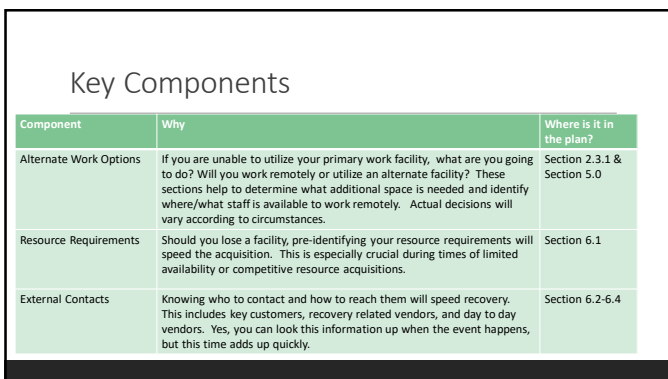 Key Components
Component Why Where is it in
the plan?
Alternate Work Options If you are unable to utilize your primary work facility, what are you going Section 2.3.1 &
to do? Will you work remotely or utilize an alternate facility? These Section 5.0
sections help to determine what additional space is needed and identify
where/what staff is available to work remotely. Actual decisions will
vary according to circumstances.
Resource Requirements Should you lose a facility, pre-identifying your resource requirements will Section 6.1
speed the acquisition. This is especially crucial during times of limited
availability or competitive resource acquisitions.
External Contacts Knowing who to contact and how to reach them will speed recovery. Section 6.2-6.4
This includes key customers, recovery related vendors, and day to day
vendors. Yes, you can look this information up when the event happens,
but this time adds up quickly.